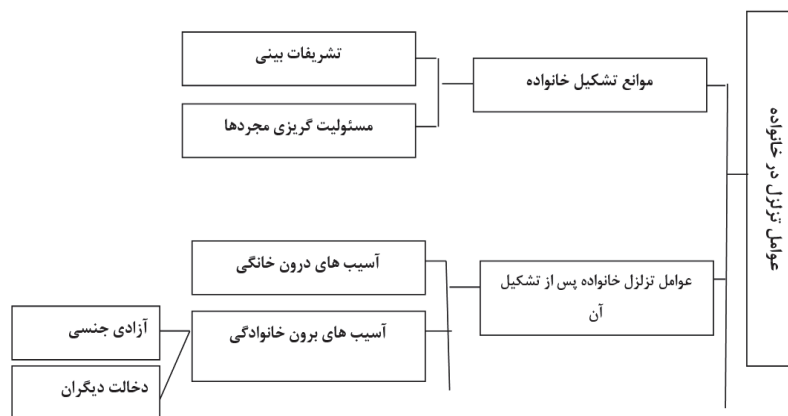 عوامل تزلزل در خانواده
موانع تشکیل خانواده
تشریفات بینی
مسئولیت گریزی مجردها
عوامل تزلزل خانواده پس از تشکیل
آن
آسیب های درون خانگی
آسیب های برون خانوادگی
آزادی جنسی
دخالت دیگران